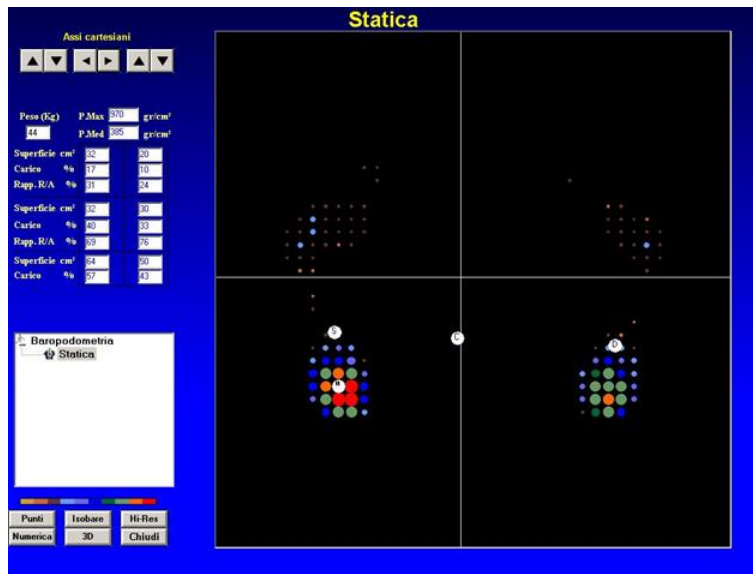 Statica
Assi cartesiani
Peso (Kg) P.Max 970 gr/cm²
44 P.Med 385 gr/cm²
Superficie cm² 32 20
Carico % 17 10
Rapp. R/A % 31 24
Superficie cm² 32 30
Carico % 40 33
Rapp. R/A % 69 76
Superficie cm² 64 50
Carico % 57 43
S
C
D
Baropodometria
Statica
Punti Isobare Hi-Res
Numerica 3D Chiudi